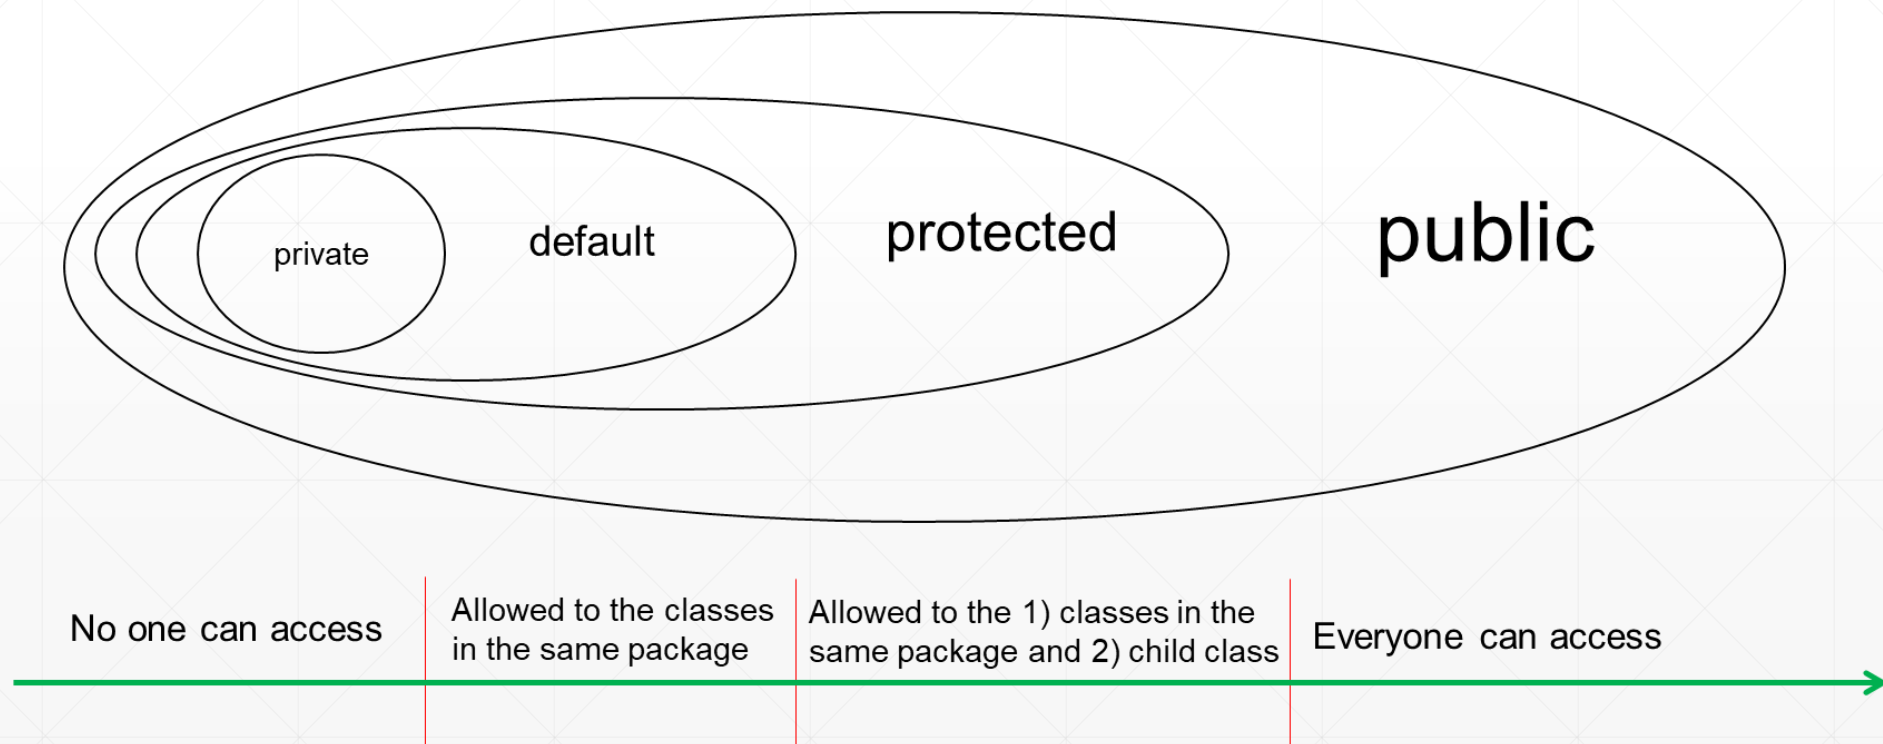 private
default
protected
public
No one can access
Allowed to the classes
in the same package
Allowed to the 1) classes in the
same package and 2) child class
Everyone can access